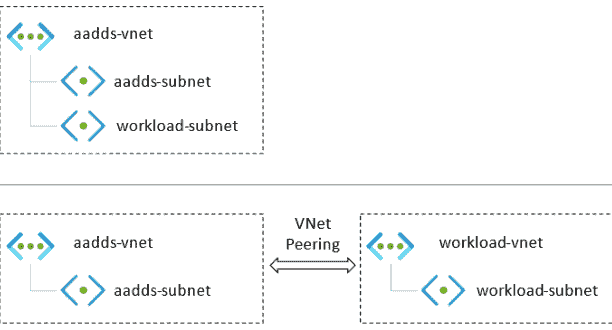 aadds-vnet
aadds-subnet
workload-subnet
aadds-vnet
aadds-subnet
VNet
Peering
workload-vnet
workload-subnet